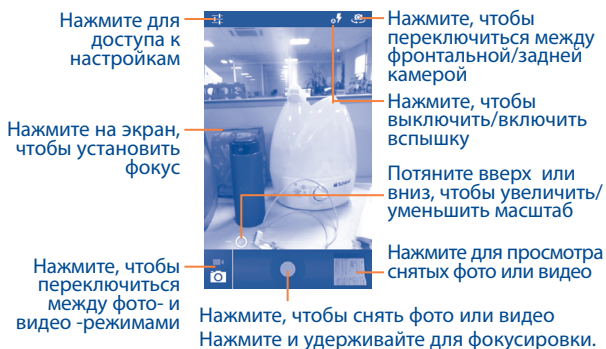 Нажмите для
доступа к
настройкам
Нажмите, чтобы
переключиться между
фронтальной/задней
камерой
Нажмите, чтобы
выключить/включить
вспышку
Нажмите на экран,
чтобы установить
фокус
Потяните вверх или
вниз, чтобы увеличить/
уменьшить масштаб
Нажмите, чтобы
переключиться
между фото- и
видео -режимами
Нажмите для просмотра
снятых фото или видео
Нажмите, чтобы снять фото или видео
Нажмите и удерживайте для фокусировки.